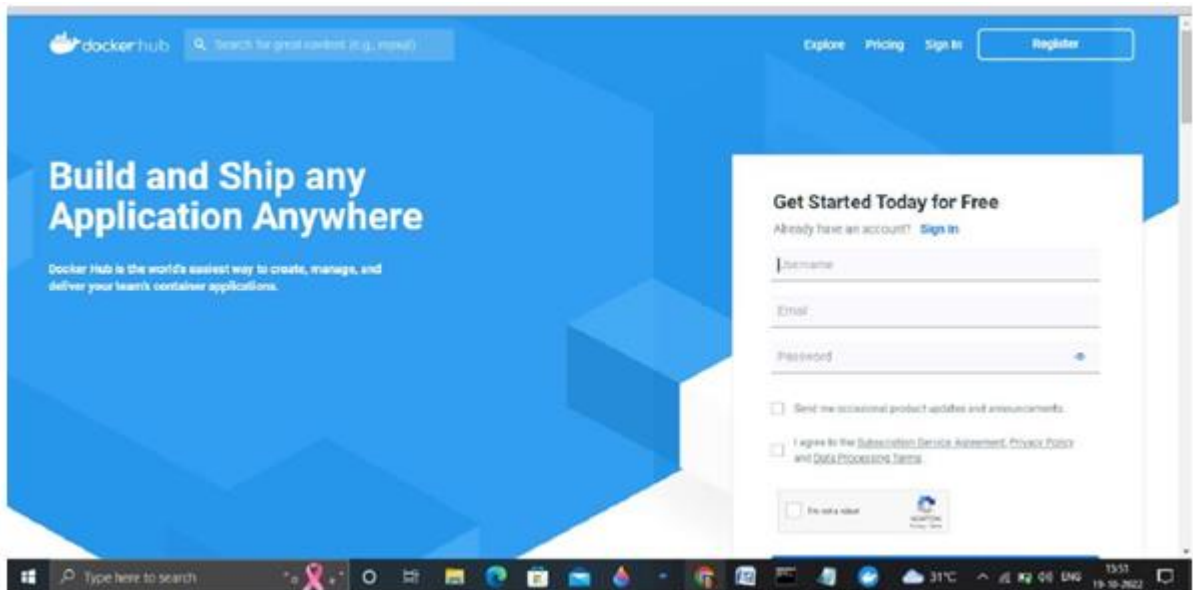 dockerhub
Search for great content (e.g., mysql)
Explore Pricing Sign In Register
Build and Ship any
Application Anywhere
Docker Hub is the world's easiest way to create, manage, and
deliver your team's container applications.
Get Started Today for Free
Already have an account? Sign In
Username
Email
Password
Send me occasional product updates and announcements.
I agree to the Subscription Service Agreement, Privacy Policy
and Data Processing Terms
I'm not a robot
reCAPTCHA
Privacy - Terms
Type here to search
31°C
ENG
15:51
19-10-2022